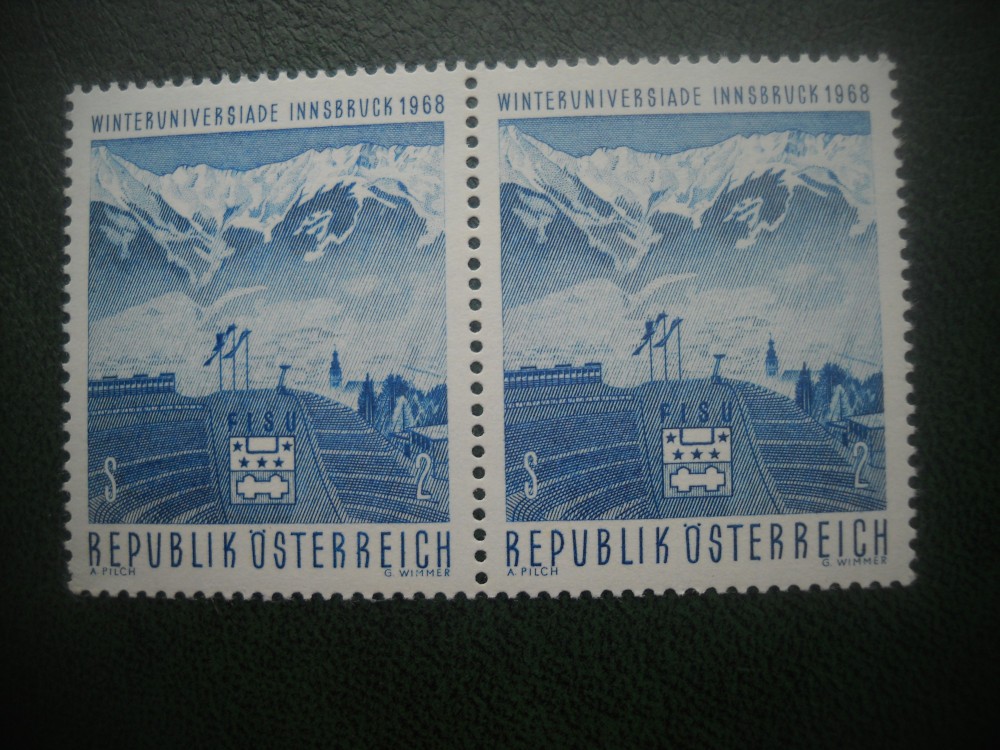 WINTERUNIVERSIADE INNSBRUCK 1968
FISU
S 2
REPUBLIK ÖSTERREICH
A. PILCH G. WIMMER
WINTERUNIVERSIADE INNSBRUCK 1968
FISU
S 2
REPUBLIK ÖSTERREICH
A. PILCH G. WIMMER